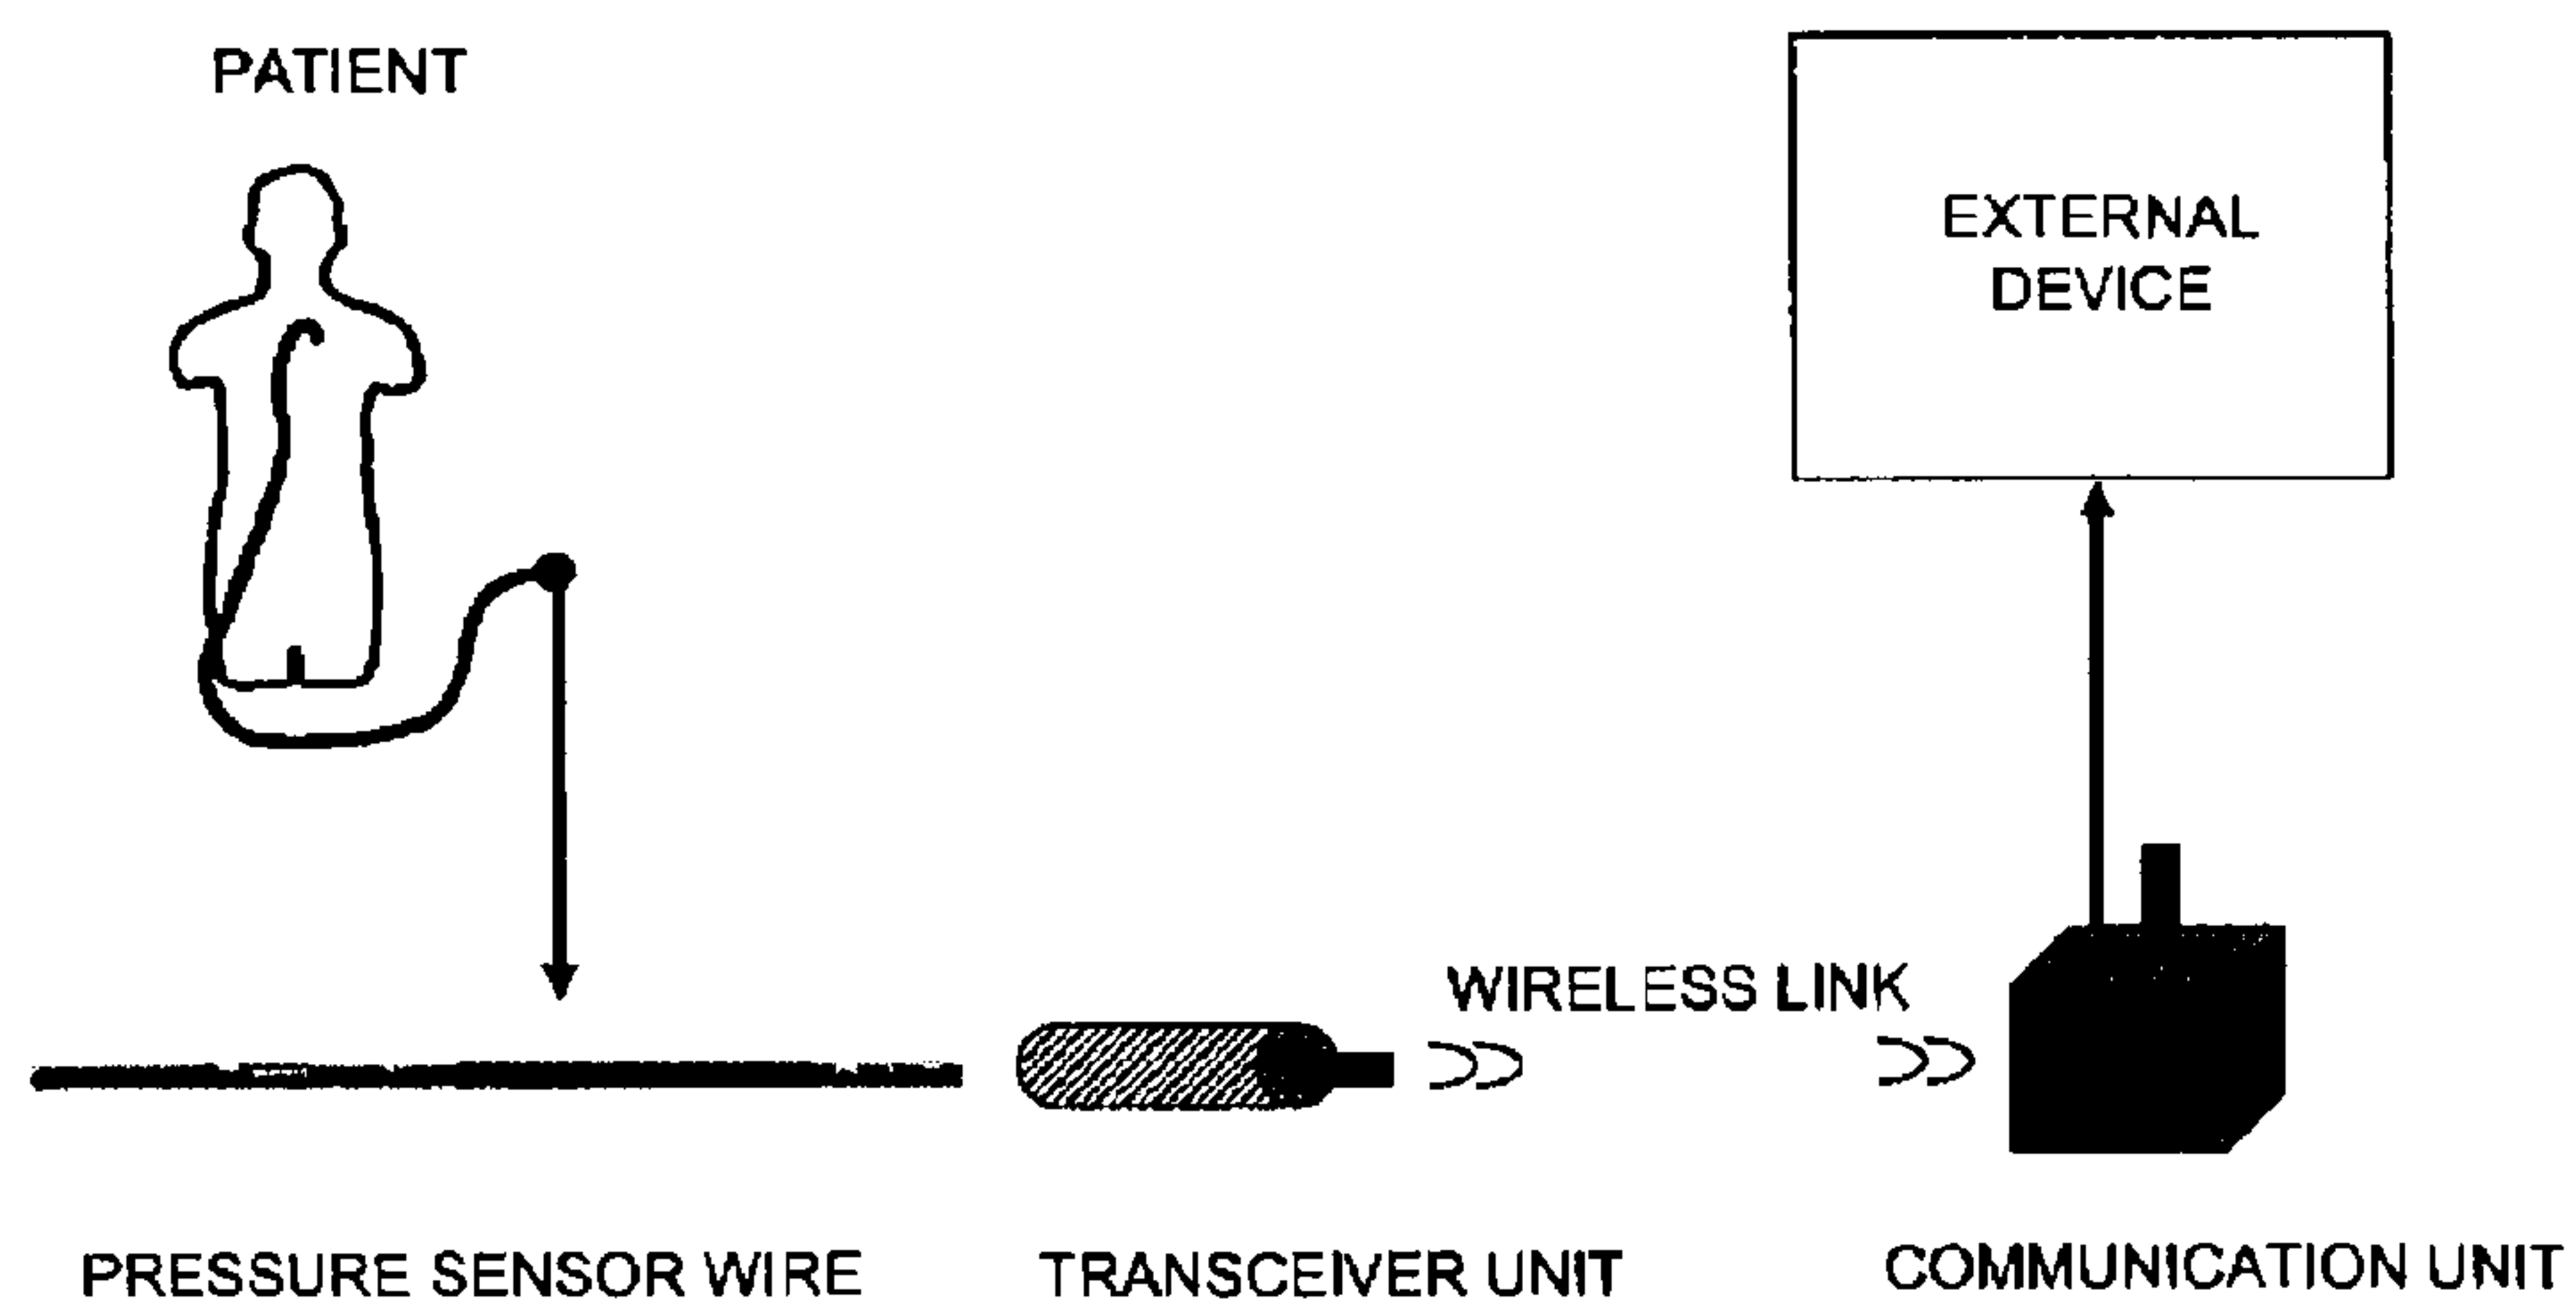 PATIENT
EXTERNAL
DEVICE
WIRELESS LINK
PRESSURE SENSOR WIRE
TRANSCEIVER UNIT
COMMUNICATION UNIT